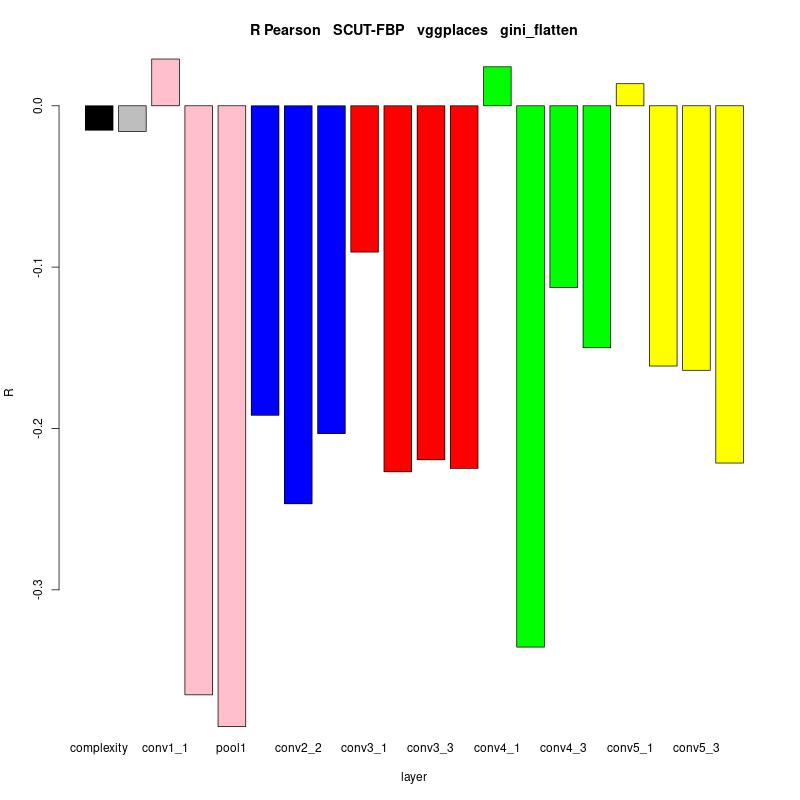 R Pearson   SCUT-FBP   vggplaces   gini_flatten
0.0
-0.1
-0.2
-0.3
R
complexity conv1_1 pool1 conv2_2 conv3_1 conv3_3 conv4_1 conv4_3 conv5_1 conv5_3
layer